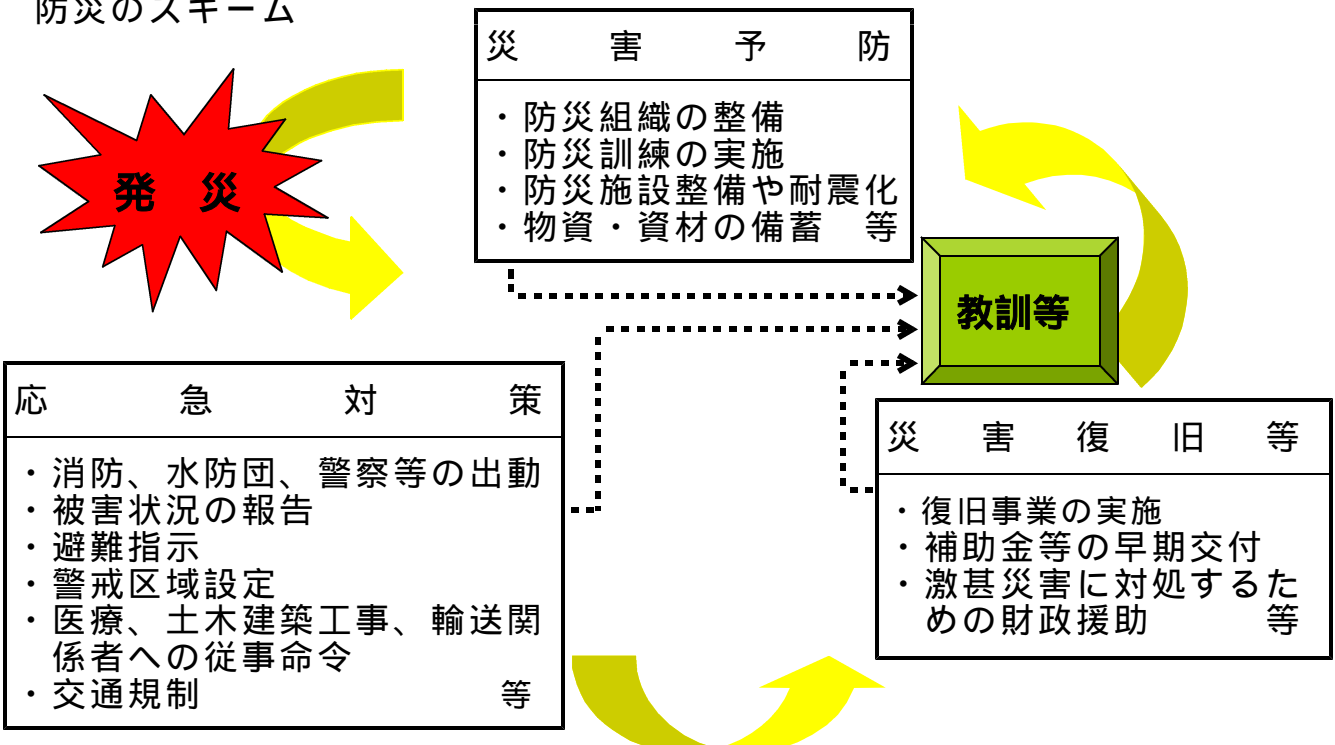 防災のスキーム
災害予防
・防災組織の整備
・防災訓練の実施
・防災施設整備や耐震化
・物資・資材の備蓄　等
発　災
教訓等
応急対策
・消防、水防団、警察等の出動
・被害状況の報告
・避難指示
・警戒区域設定
・医療、土木建築工事、輸送関
係者への従事命令
・交通規制　等
災害復旧等
・復旧事業の実施
・補助金等の早期交付
・激甚災害に対処するた
めの財政援助　等